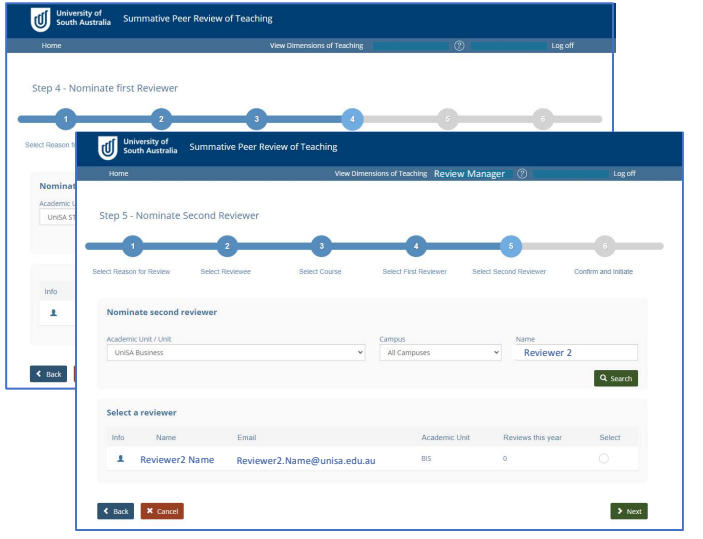 University of
South Australia
Summative Peer Review of Teaching
Home
View Dimensions of Teaching
?
Log off
Step 4 - Nominate first Reviewer
1
2
3
4
5
6
Select Reason
Nominat
Academic
UniSA ST
Info
Back
University of
South Australia
Summative Peer Review of Teaching
Home
View Dimensions of Teaching
Review Manager
?
Log off
Step 5 - Nominate Second Reviewer
1
2
3
4
5
6
Select Reason for Review
Select Reviewee
Select Course
Select First Reviewer
Select Second Reviewer
Confirm and Initiate
Nominate second reviewer
Academic Unit / Unit
Campus
Name
UniSA Business
All Campuses
Reviewer 2
Search
Select a reviewer
Info
Name
Email
Academic Unit
Reviews this year
Select
Reviewer2 Name
Reviewer2.Name@unisa.edu.au
BIS
0
Back
Cancel
Next